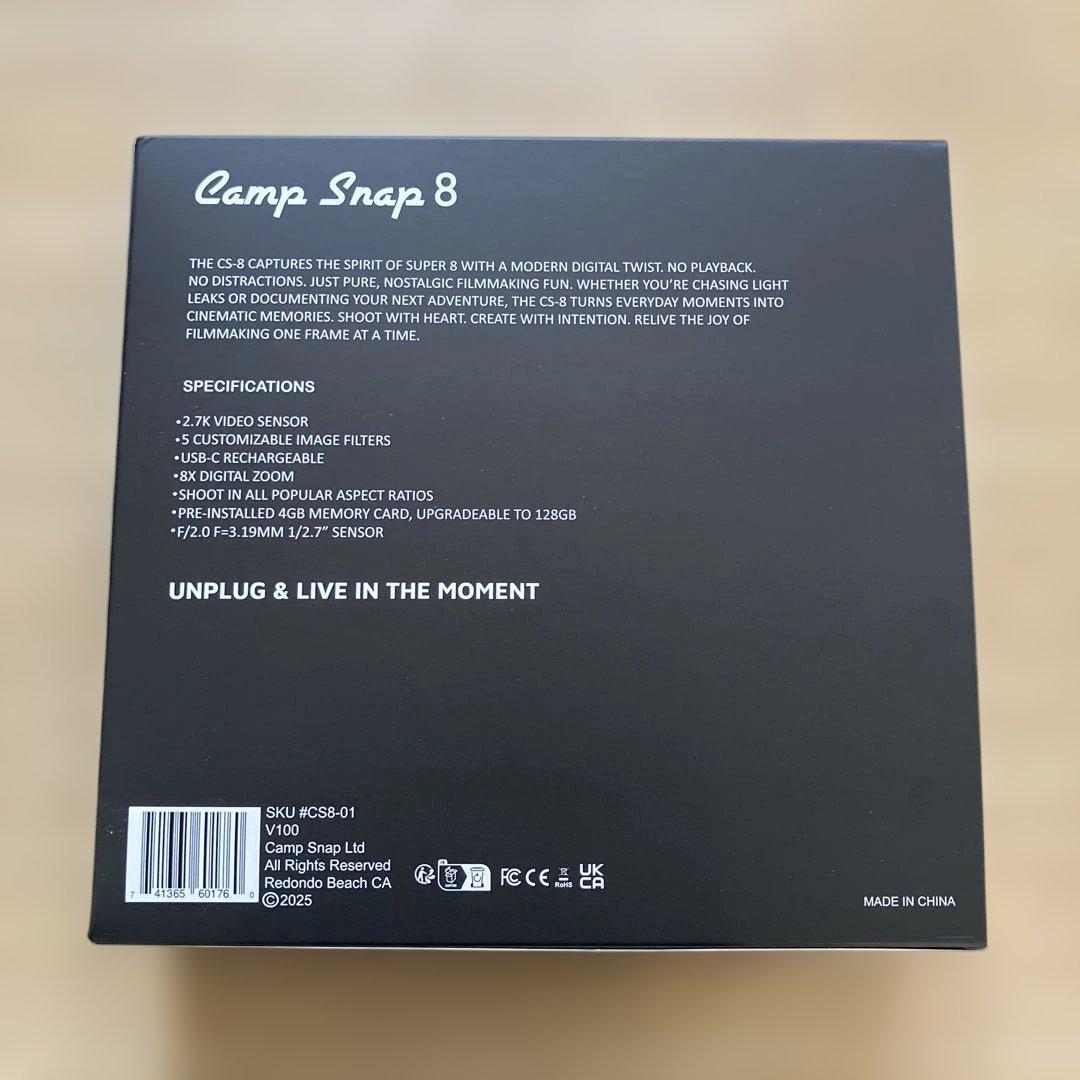 Camp Snap 8
THE CS-8 CAPTURES THE SPIRIT OF SUPER 8 WITH A MODERN DIGITAL TWIST. NO PLAYBACK.
NO DISTRACTIONS. JUST PURE, NOSTALGIC FILMMAKING FUN. WHETHER YOU'RE CHASING LIGHT
LEAKS OR DOCUMENTING YOUR NEXT ADVENTURE, THE CS-8 TURNS EVERYDAY MOMENTS INTO
CINEMATIC MEMORIES. SHOOT WITH HEART. CREATE WITH INTENTION. RELIVE THE JOY OF
FILMMAKING ONE FRAME AT A TIME.
SPECIFICATIONS
•2.7K VIDEO SENSOR
•5 CUSTOMIZABLE IMAGE FILTERS
•USB-C RECHARGEABLE
•8X DIGITAL ZOOM
•SHOOT IN ALL POPULAR ASPECT RATIOS
•PRE-INSTALLED 4GB MEMORY CARD, UPGRADEABLE TO 128GB
•F/2.0 F=3.19MM 1/2.7” SENSOR
UNPLUG & LIVE IN THE MOMENT
7 41365 60176 0
SKU #CS8-01
V100
Camp Snap Ltd
All Rights Reserved
Redondo Beach CA
©2025
FC CE RoHS UK CA
MADE IN CHINA